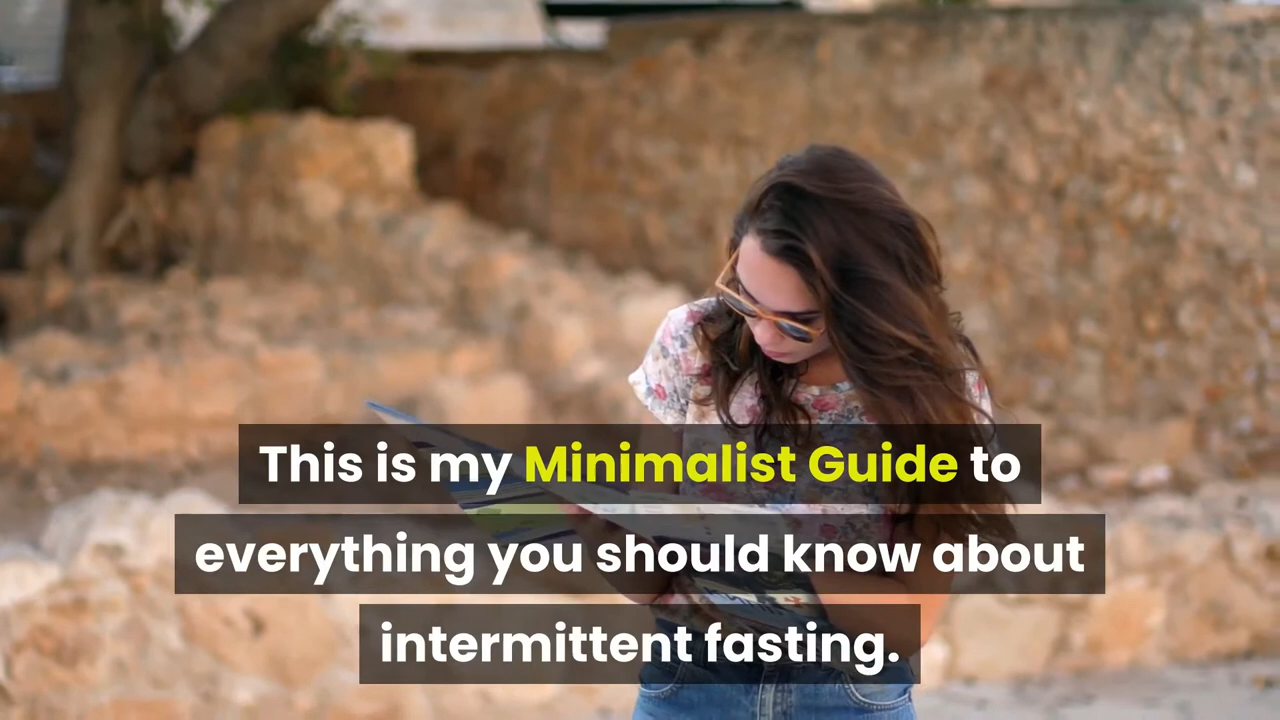 This is my Minimalist Guide to
everything you should know about
intermittent fasting.